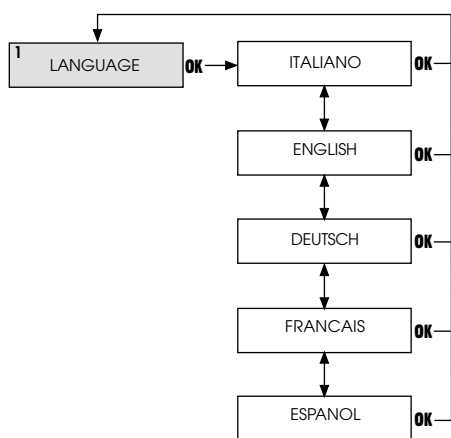 1
LANGUAGE OK ITALIANO OK
ENGLISH OK
DEUTSCH OK
FRANCAIS OK
ESPANOL OK